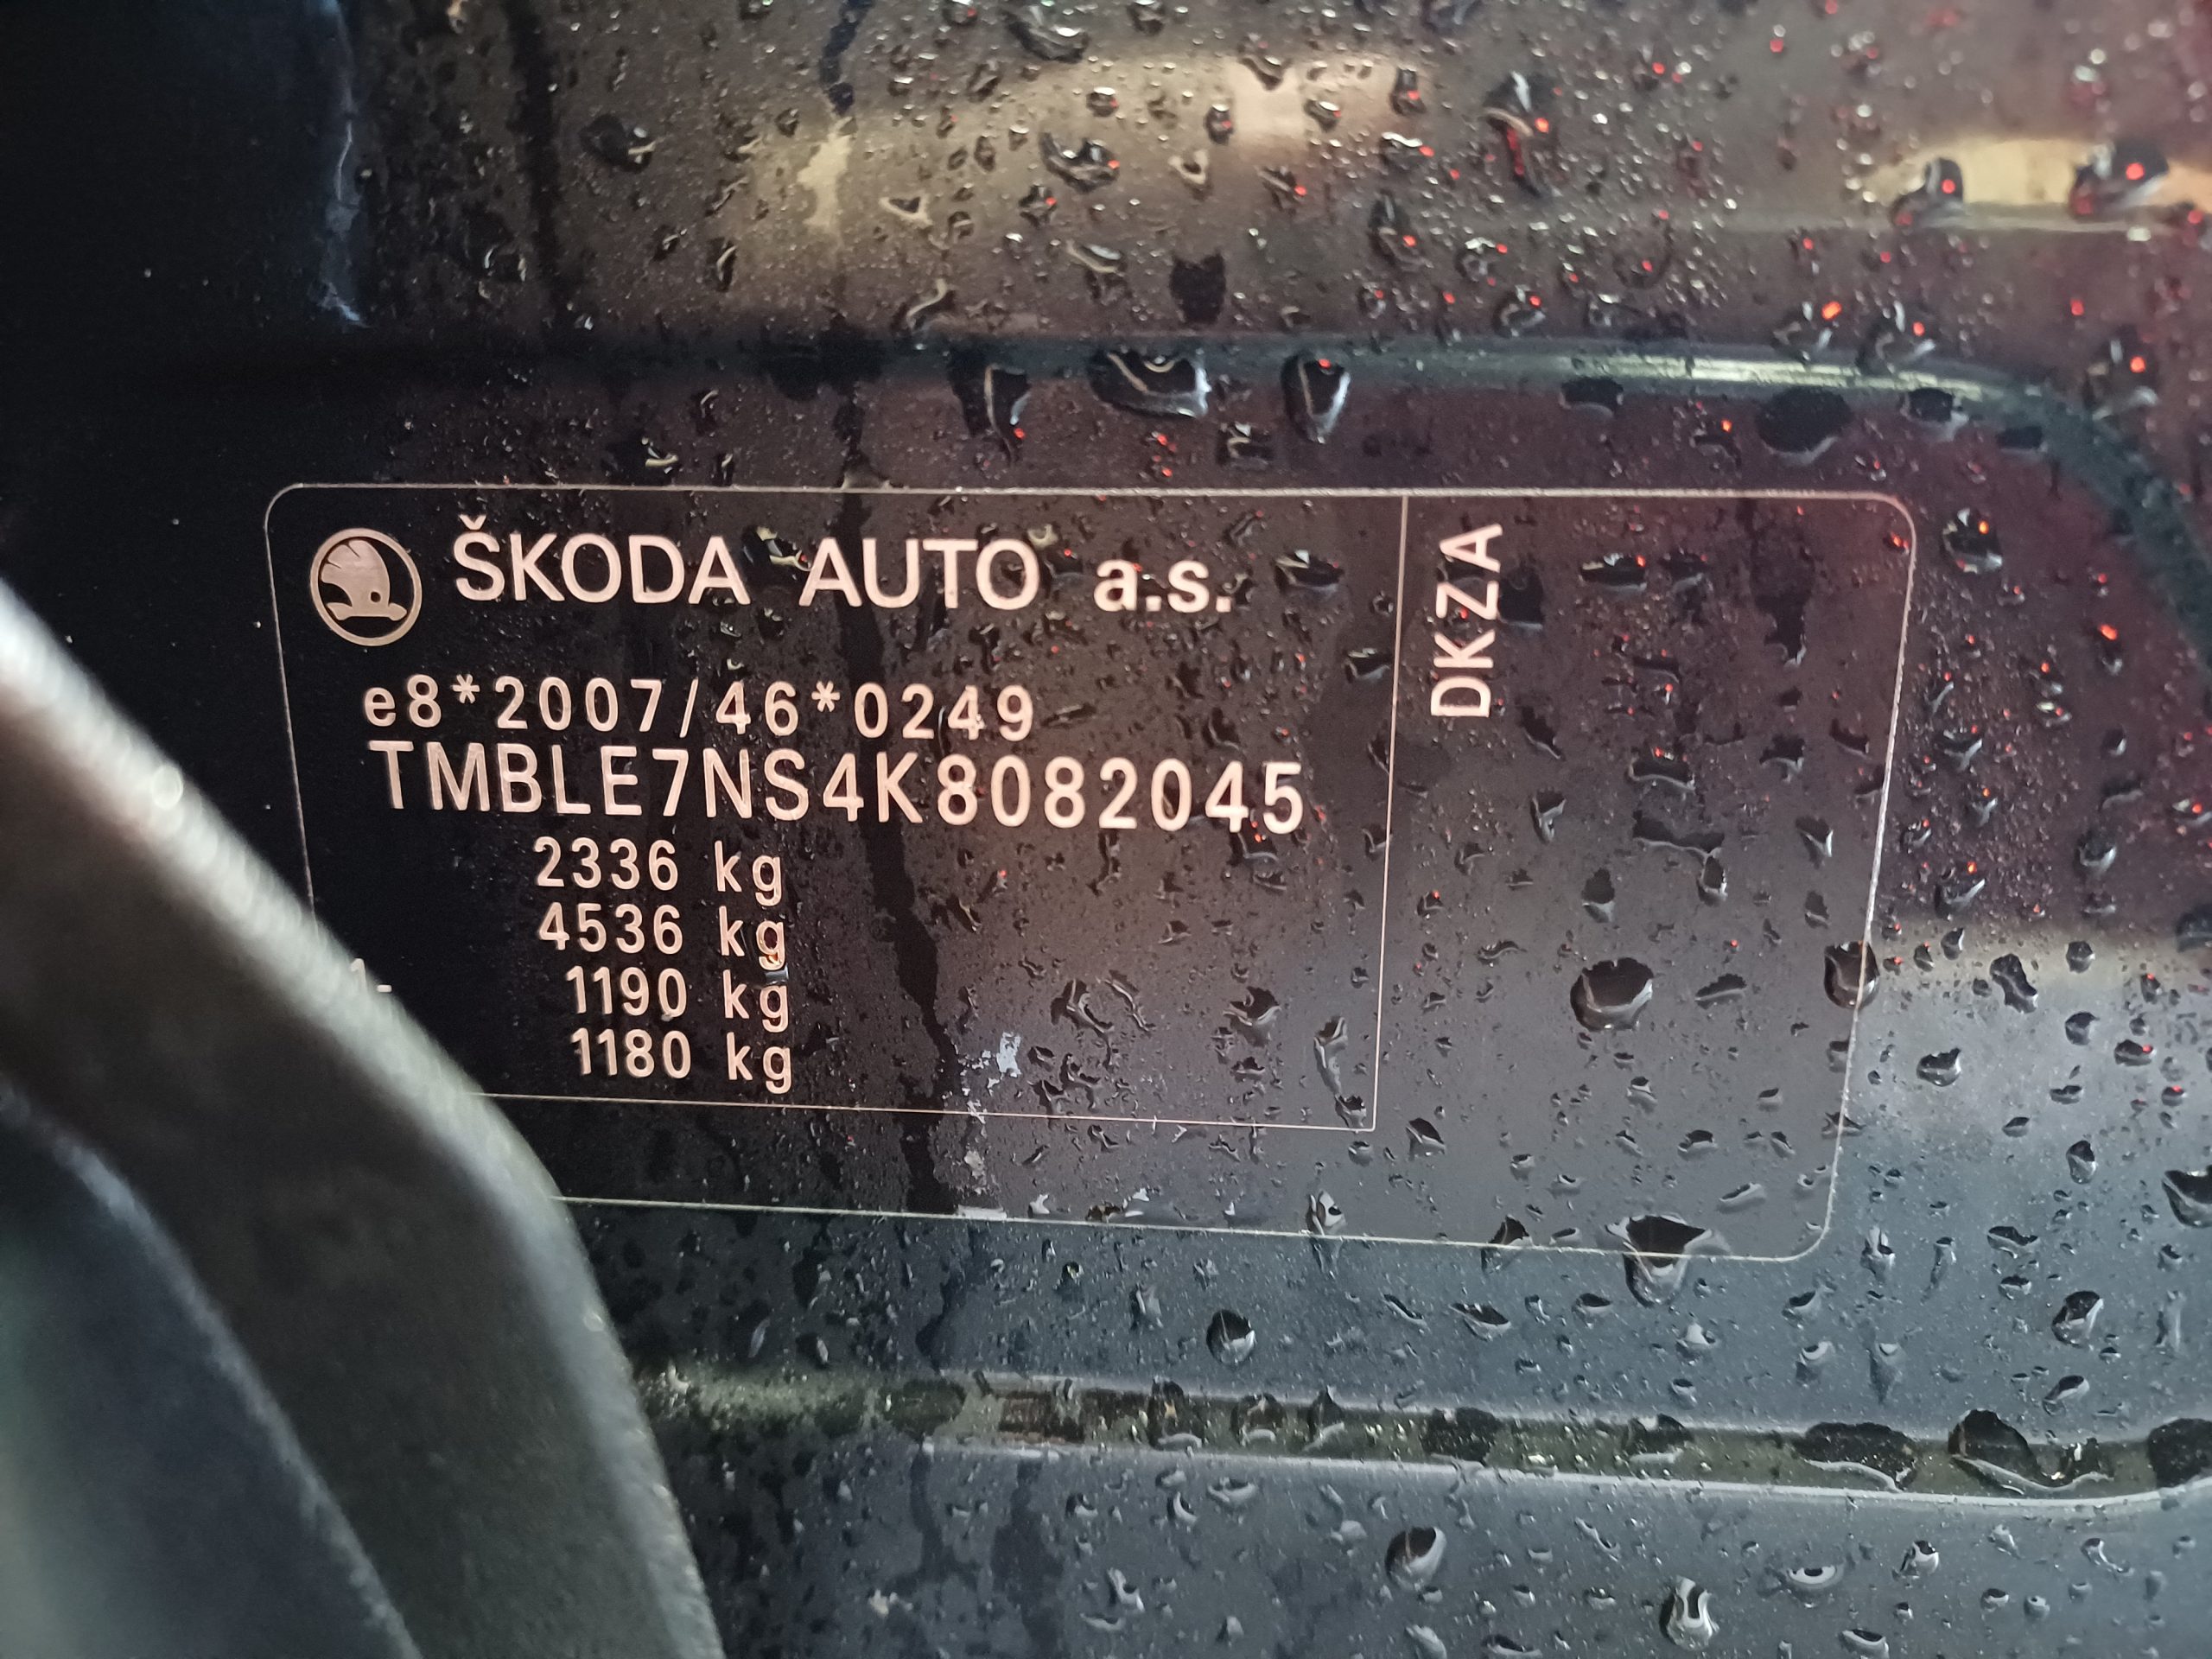 ŠKODA AUTO a.s.
e8*2007/46*0249
TMBLE7NS4K8082045
2336 kg
4536 kg
1190 kg
1180 kg
DKZA